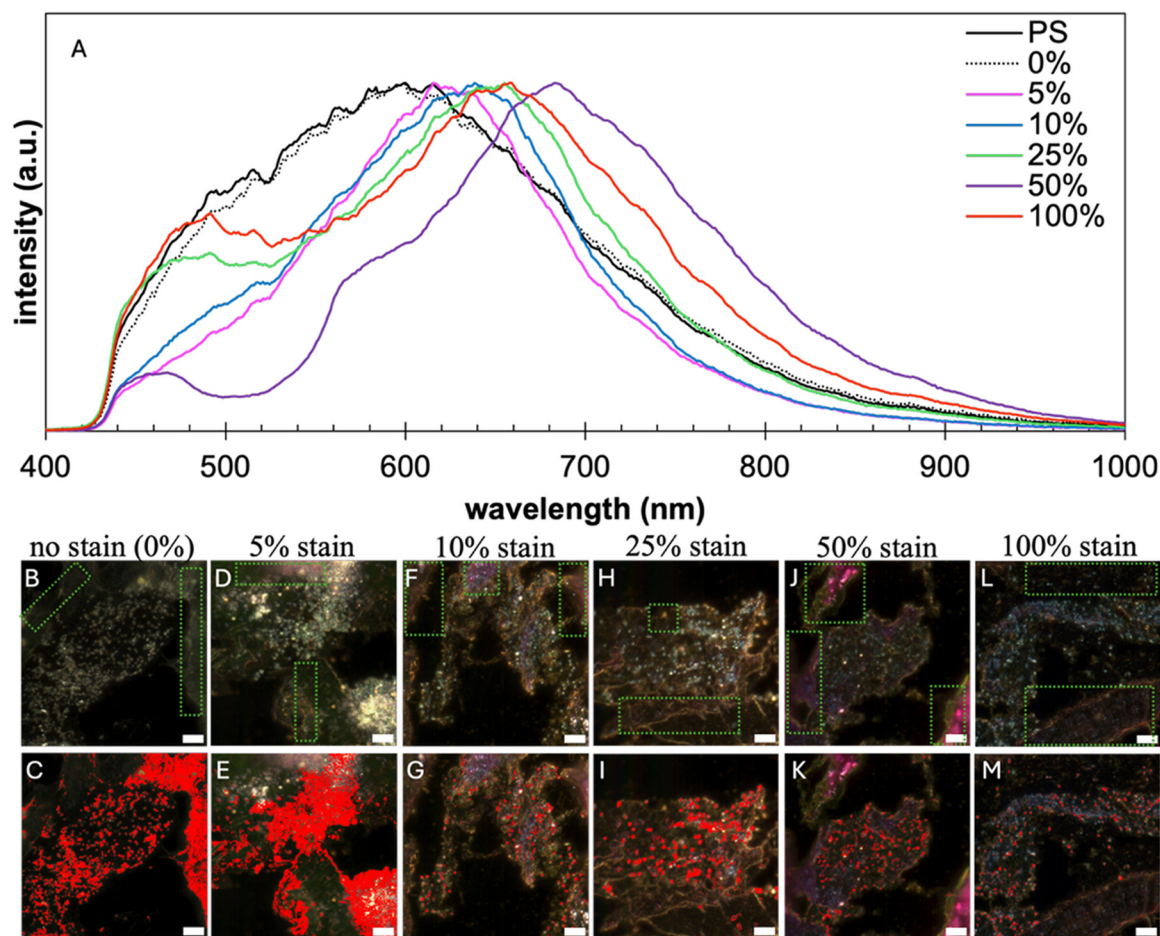 A
PS
0%
5%
10%
25%
50%
100%
intensity (a.u.)
400 500 600 700 800 900 1000
wavelength (nm)
no stain (0%) 5% stain 10% stain 25% stain 50% stain 100% stain
B D F H J L
C E G I K M